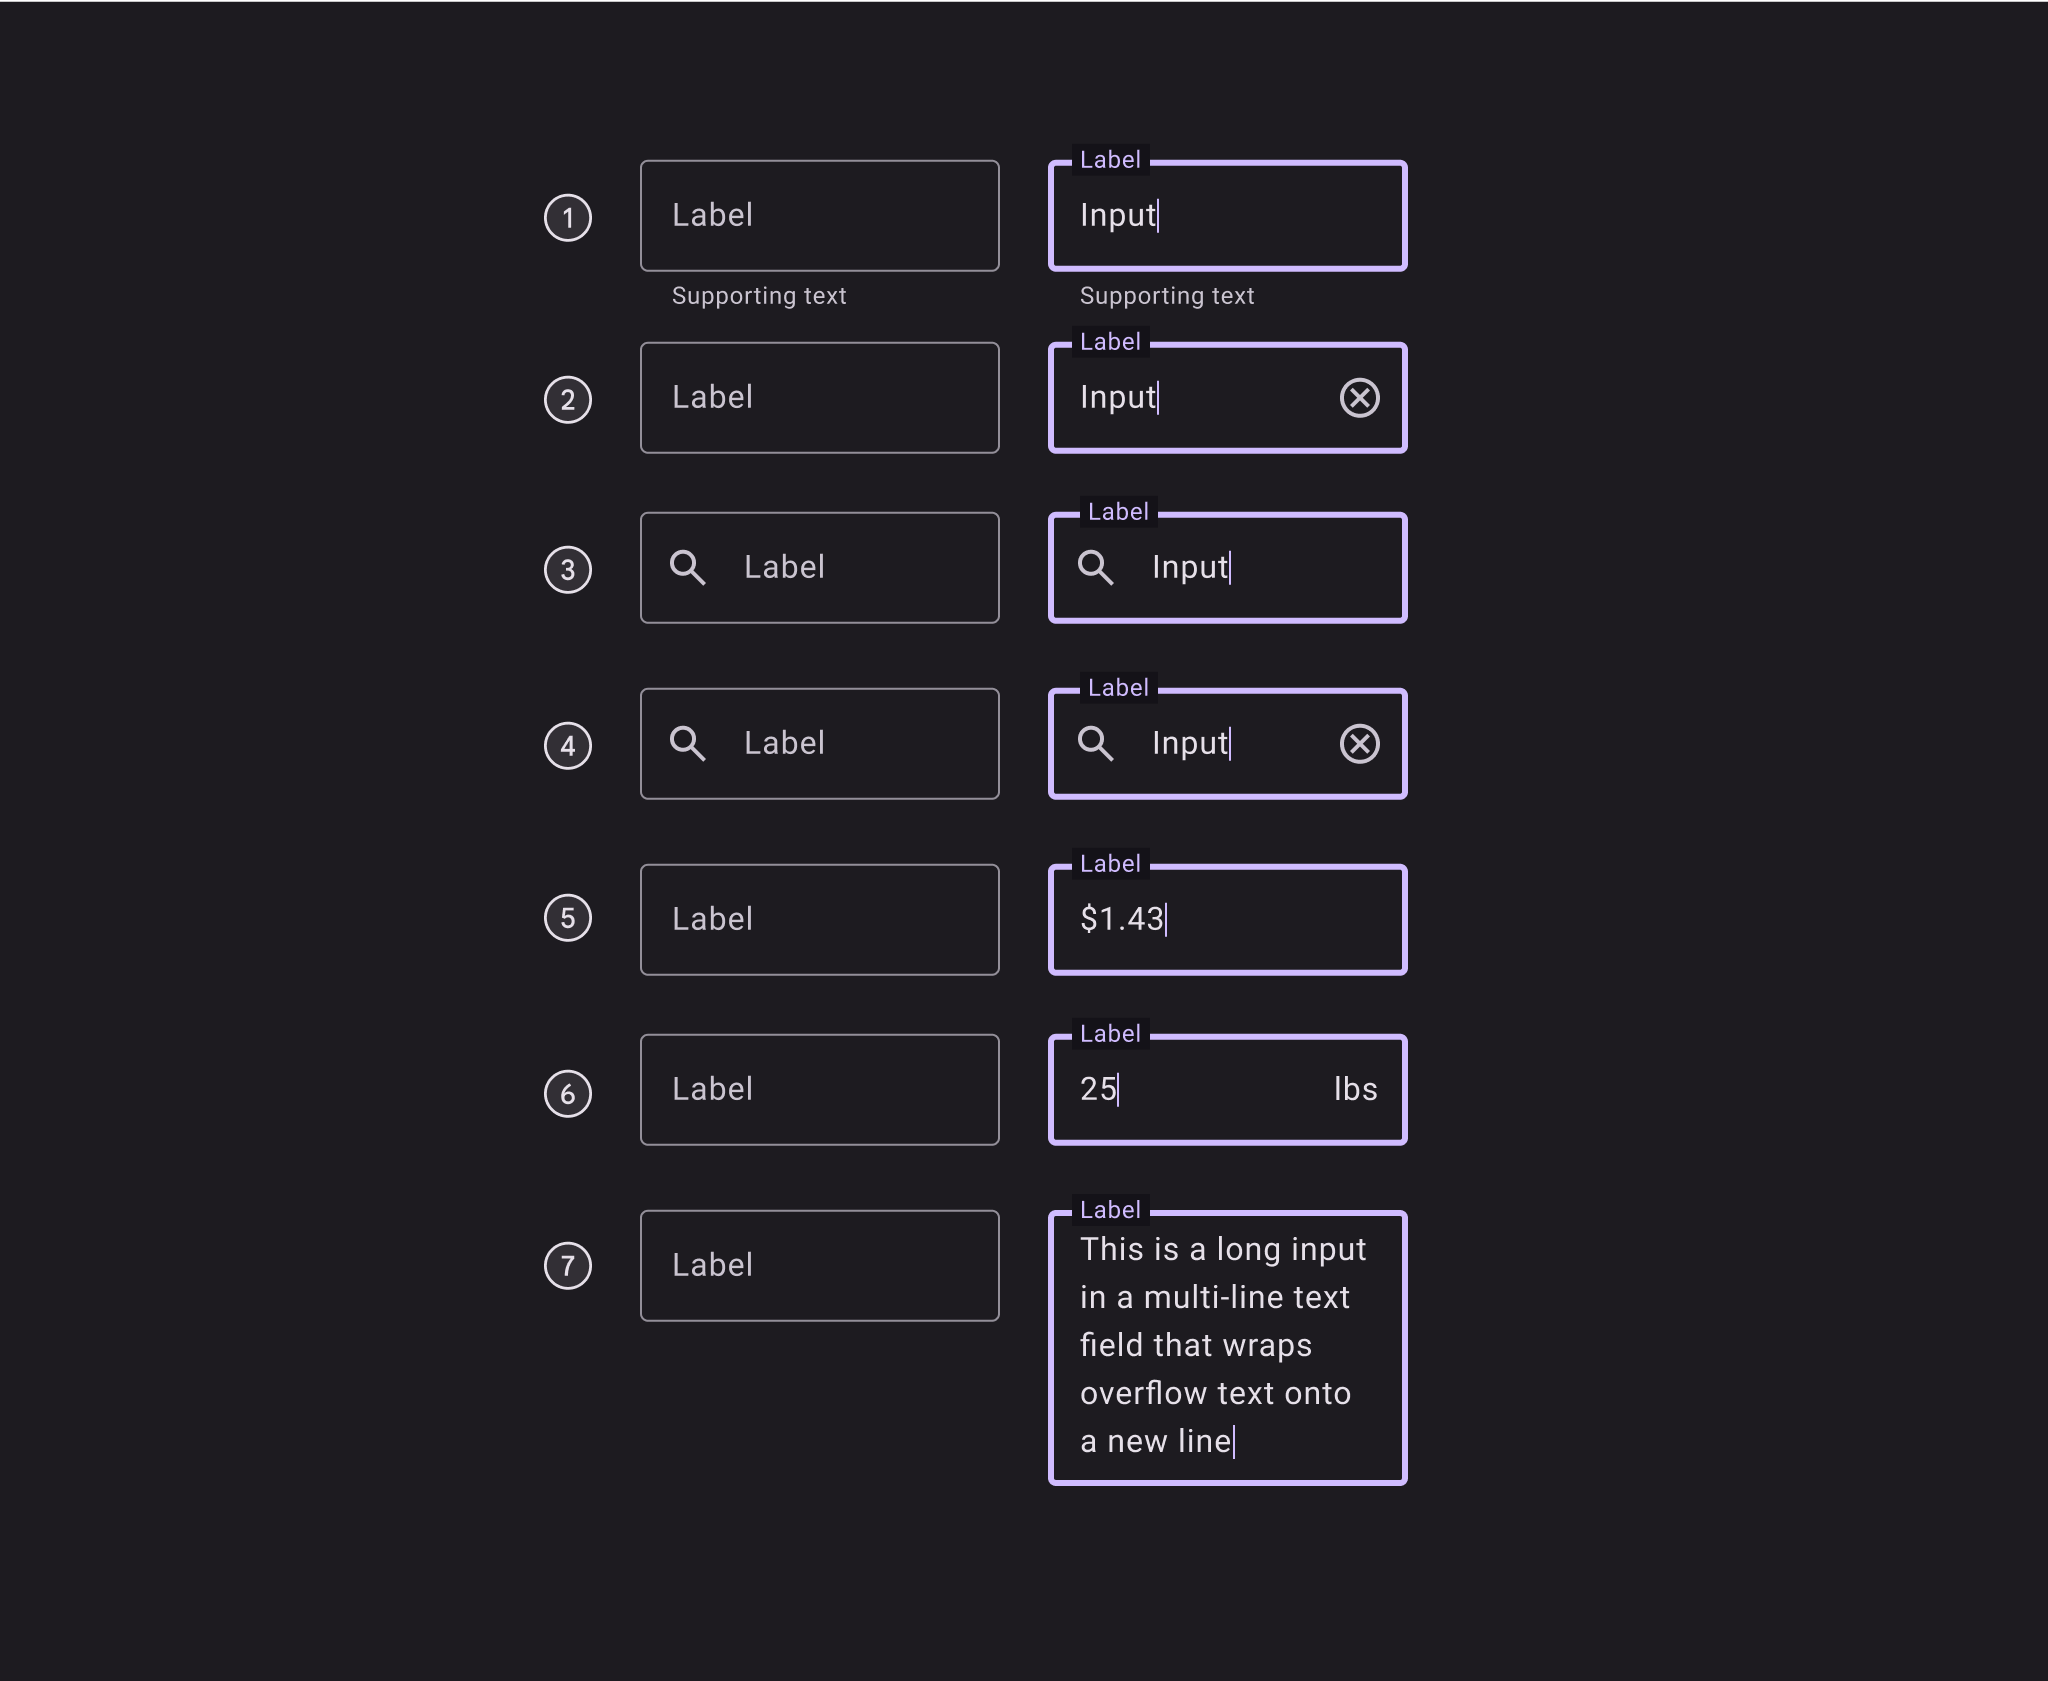 Label
1
Label
Input
Supporting text
Supporting text
Label
2
Label
Input
Label
3
Label
Input
Label
4
Label
Input
Label
5
Label
$1.43
Label
6
Label
25
lbs
Label
7
Label
This is a long input
in a multi-line text
field that wraps
overflow text onto
a new line